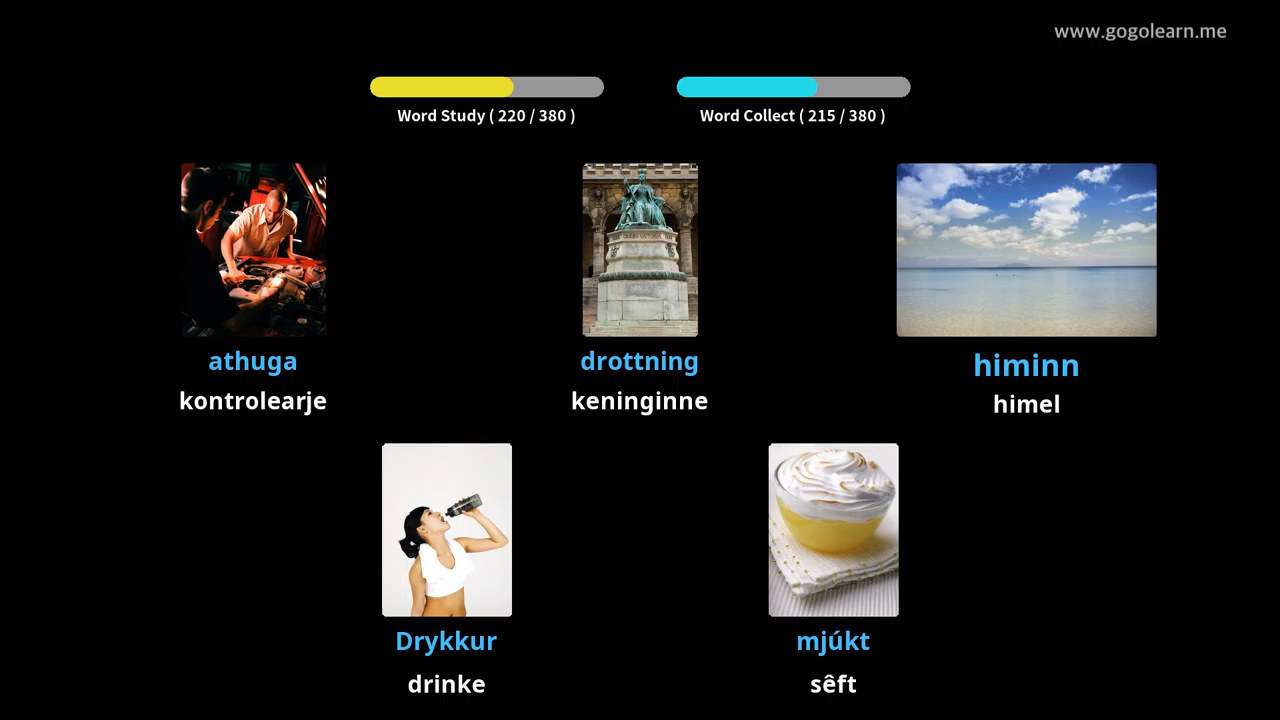 www.gogolearn.me
Word Study ( 220 / 380 )
Word Collect ( 215 / 380 )
athuga
kontrolearje
drottning
keninginne
himinn
himel
Drykkur
drinke
mjúkt
sêft